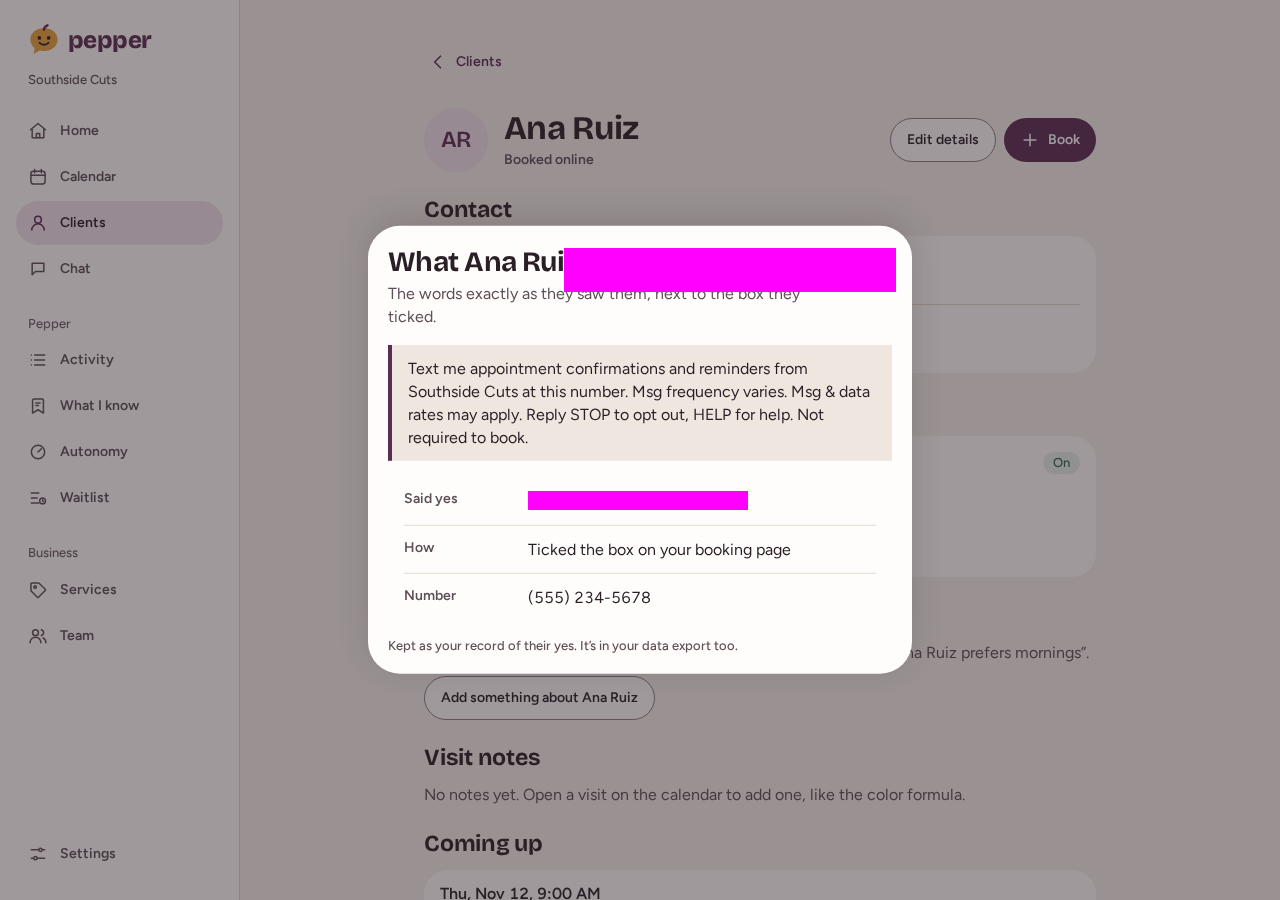 pepper
Southside Cuts
Home
Calendar
Clients
Chat
Pepper
Activity
What I know
Autonomy
Waitlist
Business
Services
Team
Settings
Clients
AR
Ana Ruiz
Booked online
Edit details
Book
Contact
What Ana Rui
The words exactly as they saw them, next to the box they
ticked.
Text me appointment confirmations and reminders from
Southside Cuts at this number. Msg frequency varies. Msg & data
rates may apply. Reply STOP to opt out, HELP for help. Not
required to book.
Said yes
How
Ticked the box on your booking page
Number
(555) 234-5678
Kept as your record of their yes. It’s in your data export too.
On
Ruiz prefers mornings”.
Add something about Ana Ruiz
Visit notes
No notes yet. Open a visit on the calendar to add one, like the color formula.
Coming up
Thu, Nov 12, 9:00 AM